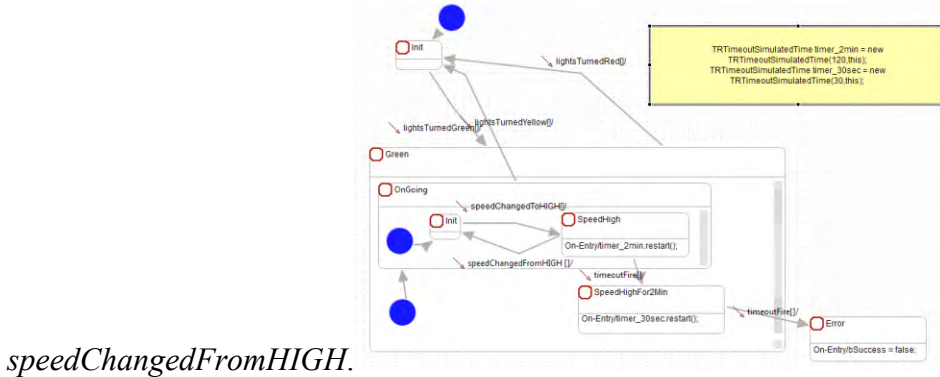 Init
lightsTurnedRed[]/
TRTimeoutSimulatedTime timer_2min = new
TRTimeoutSimulatedTime(120,this);
TRTimeoutSimulatedTime timer_30sec = new
TRTimeoutSimulatedTime(30,this);
lightsTurnedGreen[]/
lightsTurnedYellow[]/
Green
OnGoing
speedChangedToHIGH[]/
Init
SpeedHigh
On-Entry/timer_2min.restart();
speedChangedFromHIGH []/
timeoutFire[]/
SpeedHighFor2Min
On-Entry/timer_30sec.restart();
timeoutFire[]/
Error
On-Entry/bSuccess = false;
speedChangedFromHIGH.